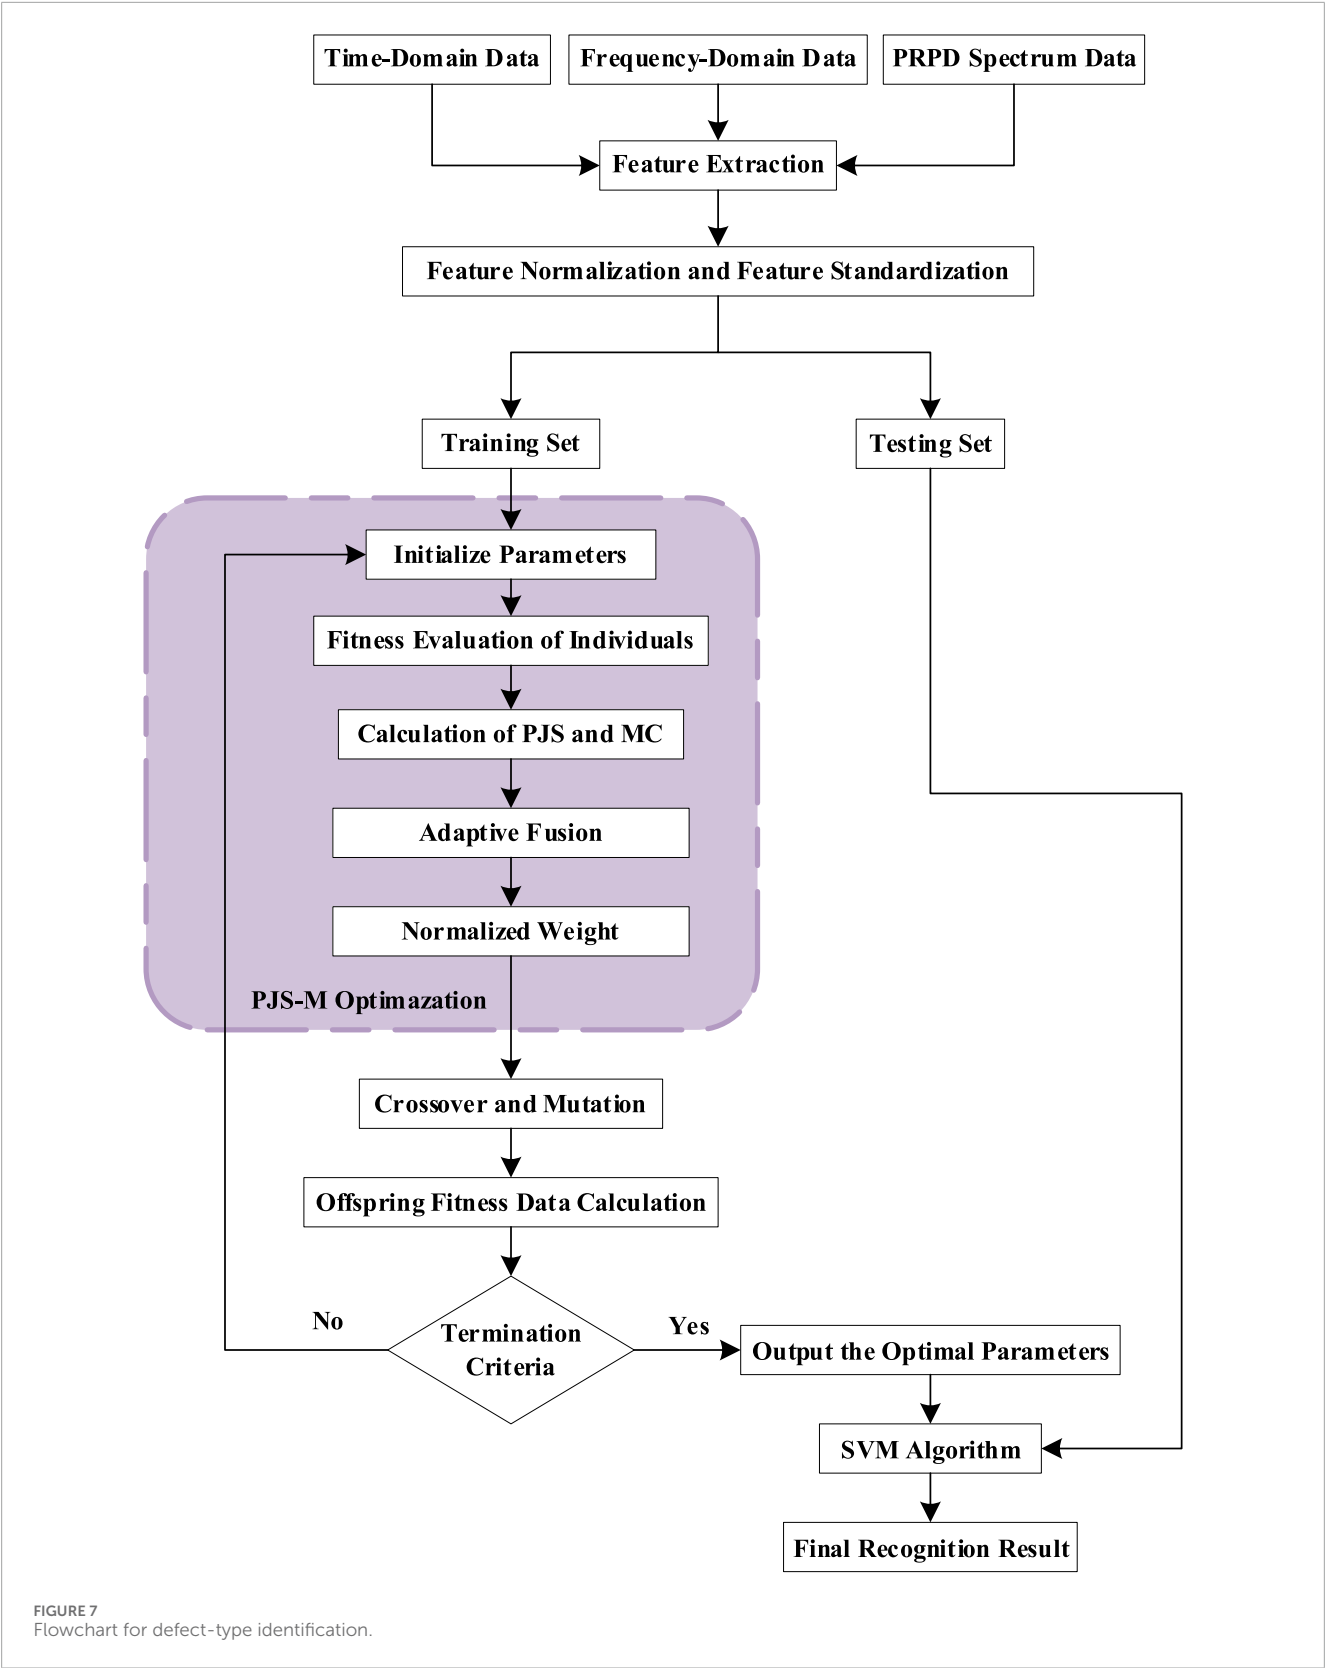 Time-Domain Data
Frequency-Domain Data
PRPD Spectrum Data
Feature Extraction
Feature Normalization and Feature Standardization
Training Set
Testing Set
Initialize Parameters
Fitness Evaluation of Individuals
Calculation of PJS and MC
Adaptive Fusion
Normalized Weight
PJS-M Optimazation
Crossover and Mutation
Offspring Fitness Data Calculation
No
Termination
Criteria
Yes
Output the Optimal Parameters
SVM Algorithm
Final Recognition Result
FIGURE 7
Flowchart for defect-type identification.